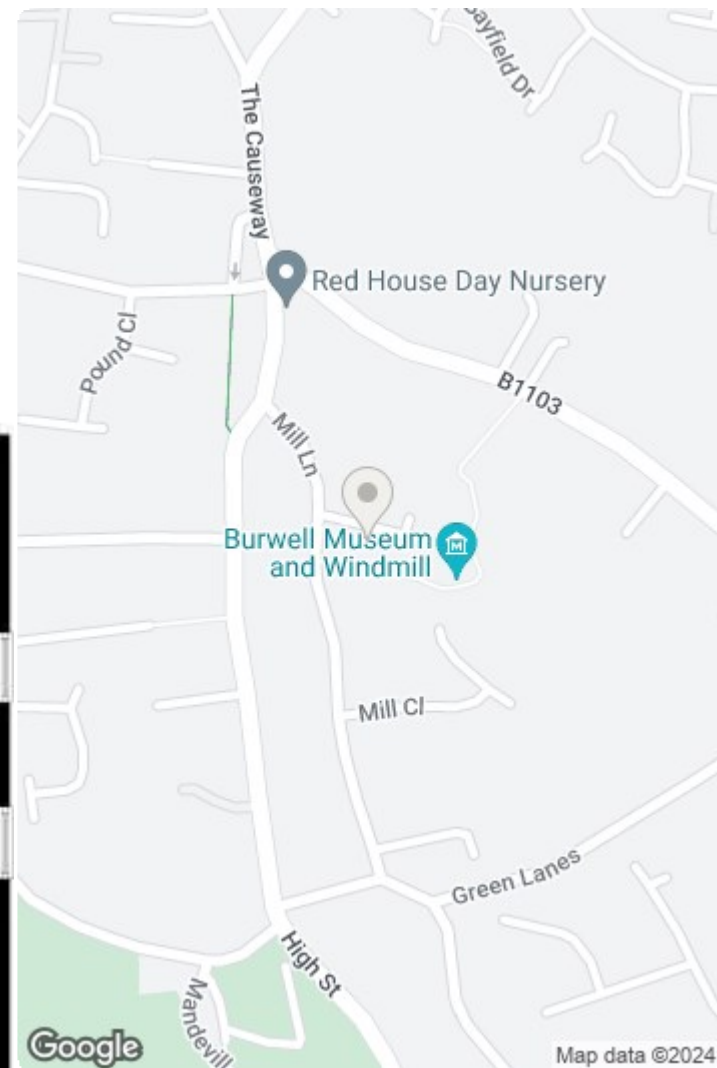 Gayfield Dr
The Causeway
Red House Day Nursery
Pound Cl
B1103
Mill Ln
Burwell Museum
and Windmill
M
Mill Cl
Green Lanes
High St
Mandevill
Google
Map data ©2024